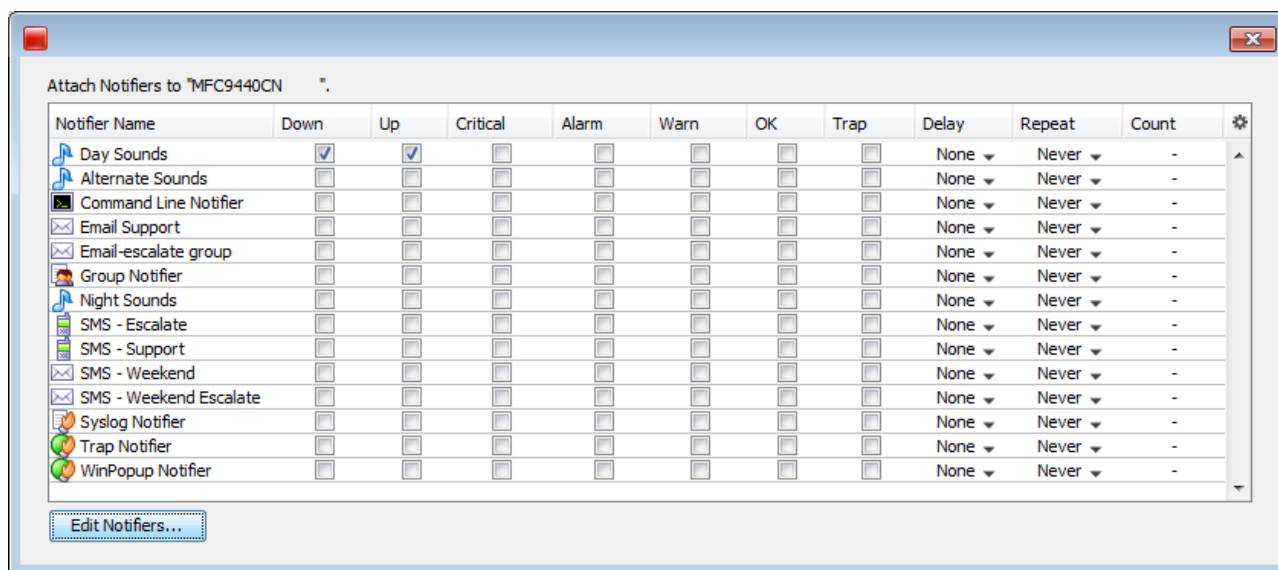 Attach Notifiers to "MFC9440CN ".
Notifier Name Down Up Critical Alarm Warn OK Trap Delay Repeat Count
Day Sounds None Never -
Alternate Sounds None Never -
Command Line Notifier None Never -
Email Support None Never -
Email-escalate group None Never -
Group Notifier None Never -
Night Sounds None Never -
SMS - Escalate None Never -
SMS - Support None Never -
SMS - Weekend None Never -
SMS - Weekend Escalate None Never -
Syslog Notifier None Never -
Trap Notifier None Never -
WinPopup Notifier None Never -
Edit Notifiers...